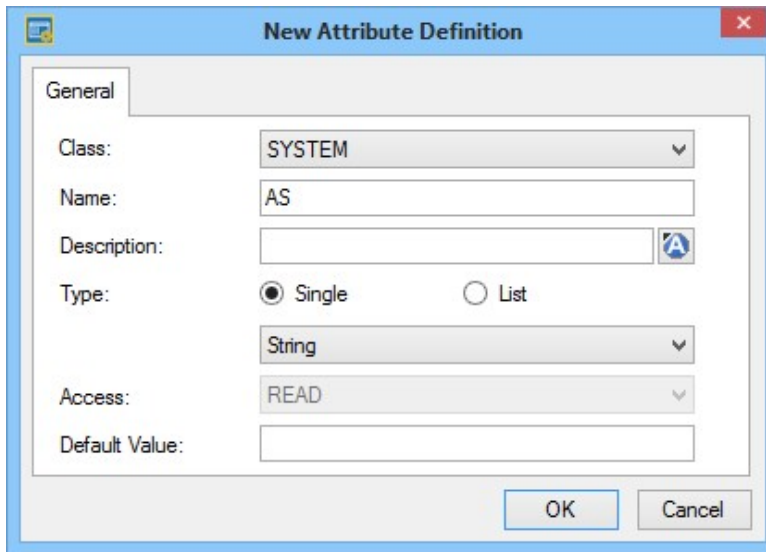 New Attribute Definition
General
Class: SYSTEM
Name: AS
Description:
Type: Single List
String
Access: READ
Default Value:
OK Cancel